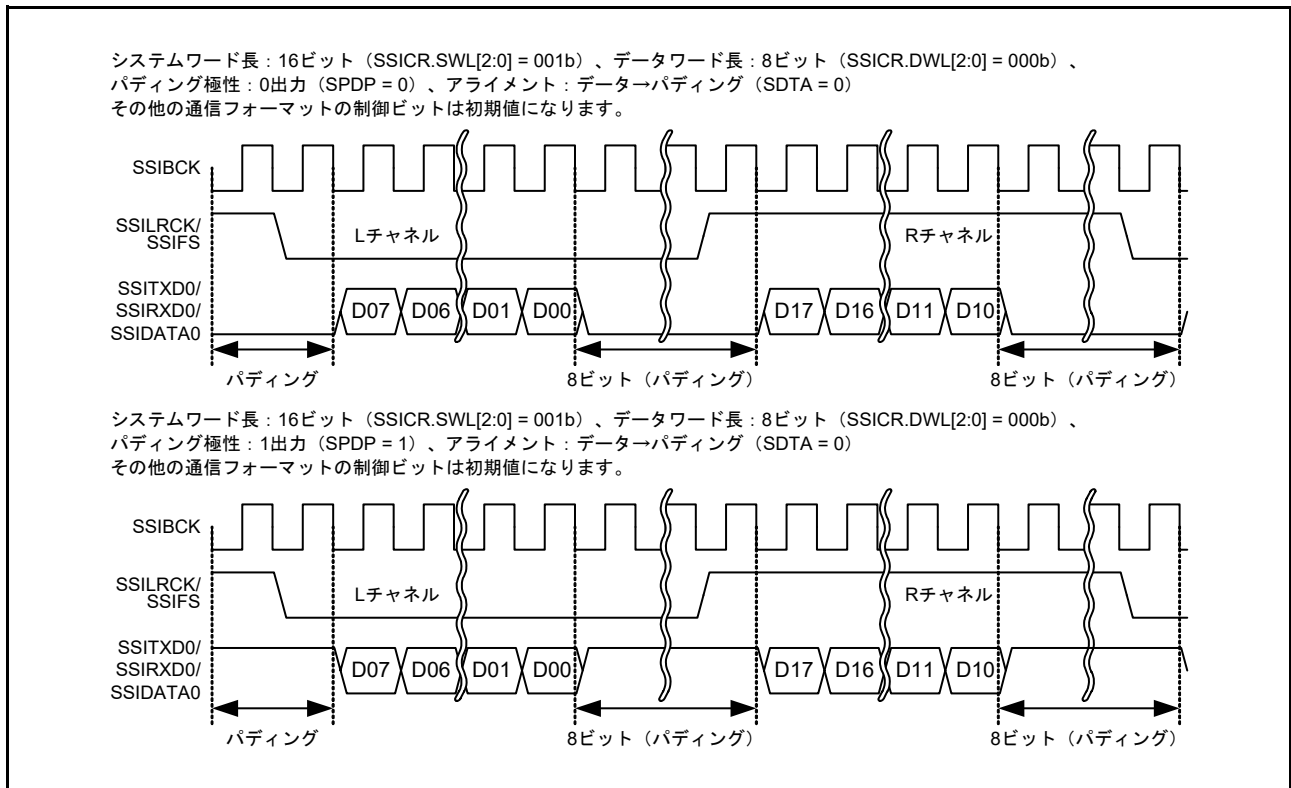 システムワード長：16ビット（SSICR.SWL[2:0] = 001b）、データワード長：8ビット（SSICR.DWL[2:0] = 000b）、
パディング極性：0出力（SPDP = 0）、アライメント：データ→パディング（SDTA = 0）
その他の通信フォーマットの制御ビットは初期値になります。
SSIBCK
SSILRCK/
SSIFS
Lチャネル
Rチャネル
SSITXD0/
SSIRXD0/
SSIDATA0
D07 D06 D01 D00 D17 D16 D11 D10
パディング 8ビット（パディング） 8ビット（パディング）
システムワード長：16ビット（SSICR.SWL[2:0] = 001b）、データワード長：8ビット（SSICR.DWL[2:0] = 000b）、
パディング極性：1出力（SPDP = 1）、アライメント：データ→パディング（SDTA = 0）
その他の通信フォーマットの制御ビットは初期値になります。
SSIBCK
SSILRCK/
SSIFS
Lチャネル
Rチャネル
SSITXD0/
SSIRXD0/
SSIDATA0
D07 D06 D01 D00 D17 D16 D11 D10
パディング 8ビット（パディング） 8ビット（パディング）